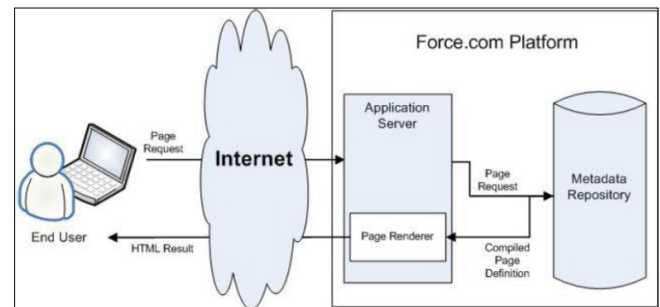 Force.com Platform
Application
Server
Page
Request
Internet
Page
Request
Metadata
Repository
End User
HTML Result
Page Renderer
Compiled
Page
Definition